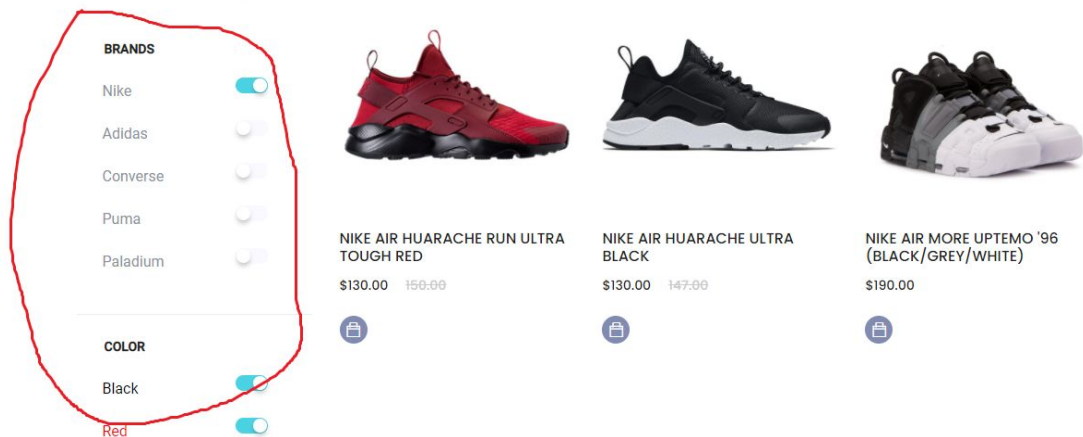 BRANDS
Nike
Adidas
Converse
Puma
Paladium
COLOR
Black
Red
NIKE AIR HUARACHE RUN ULTRA
TOUGH RED
$130.00 150.00
NIKE AIR HUARACHE ULTRA
BLACK
$130.00 147.00
NIKE AIR MORE UPTEMO '96
(BLACK/GREY/WHITE)
$190.00